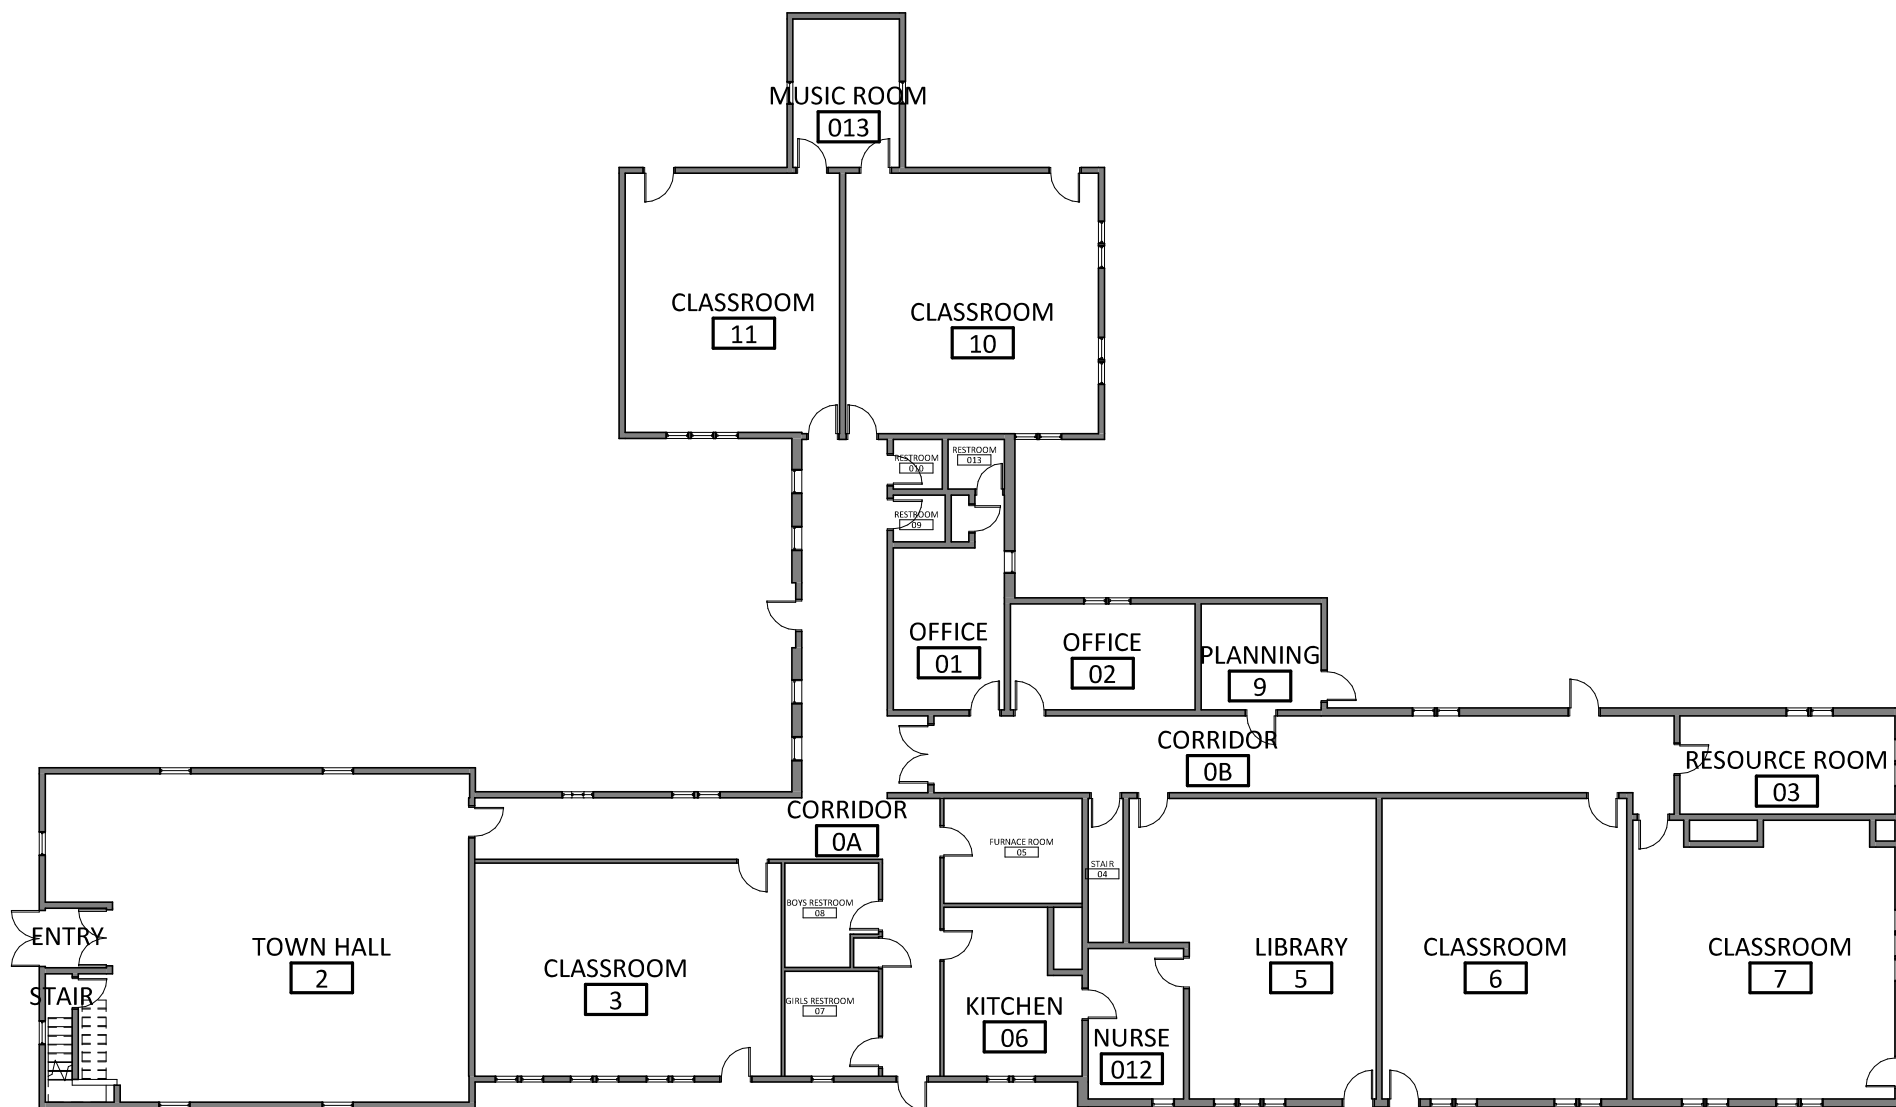 MUSIC ROOM
013
CLASSROOM
11
CLASSROOM
10
RESTROOM
010
RESTROOM
013
RESTROOM
09
OFFICE
01
OFFICE
02
PLANNING
9
CORRIDOR
0B
RESOURCE ROOM
03
CORRIDOR
0A
FURNACE ROOM
05
STAIR
04
BOYS RESTROOM
08
ENTRY
TOWN HALL
2
CLASSROOM
3
LIBRARY
5
CLASSROOM
6
CLASSROOM
7
STAIR
GIRLS RESTROOM
07
KITCHEN
06
NURSE
012